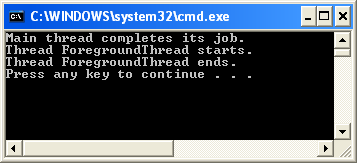 C:\WINDOWS\system32\cmd.exe
Main thread completes its job.
Thread ForegroundThread starts.
Thread ForegroundThread ends.
Press any key to continue . . .